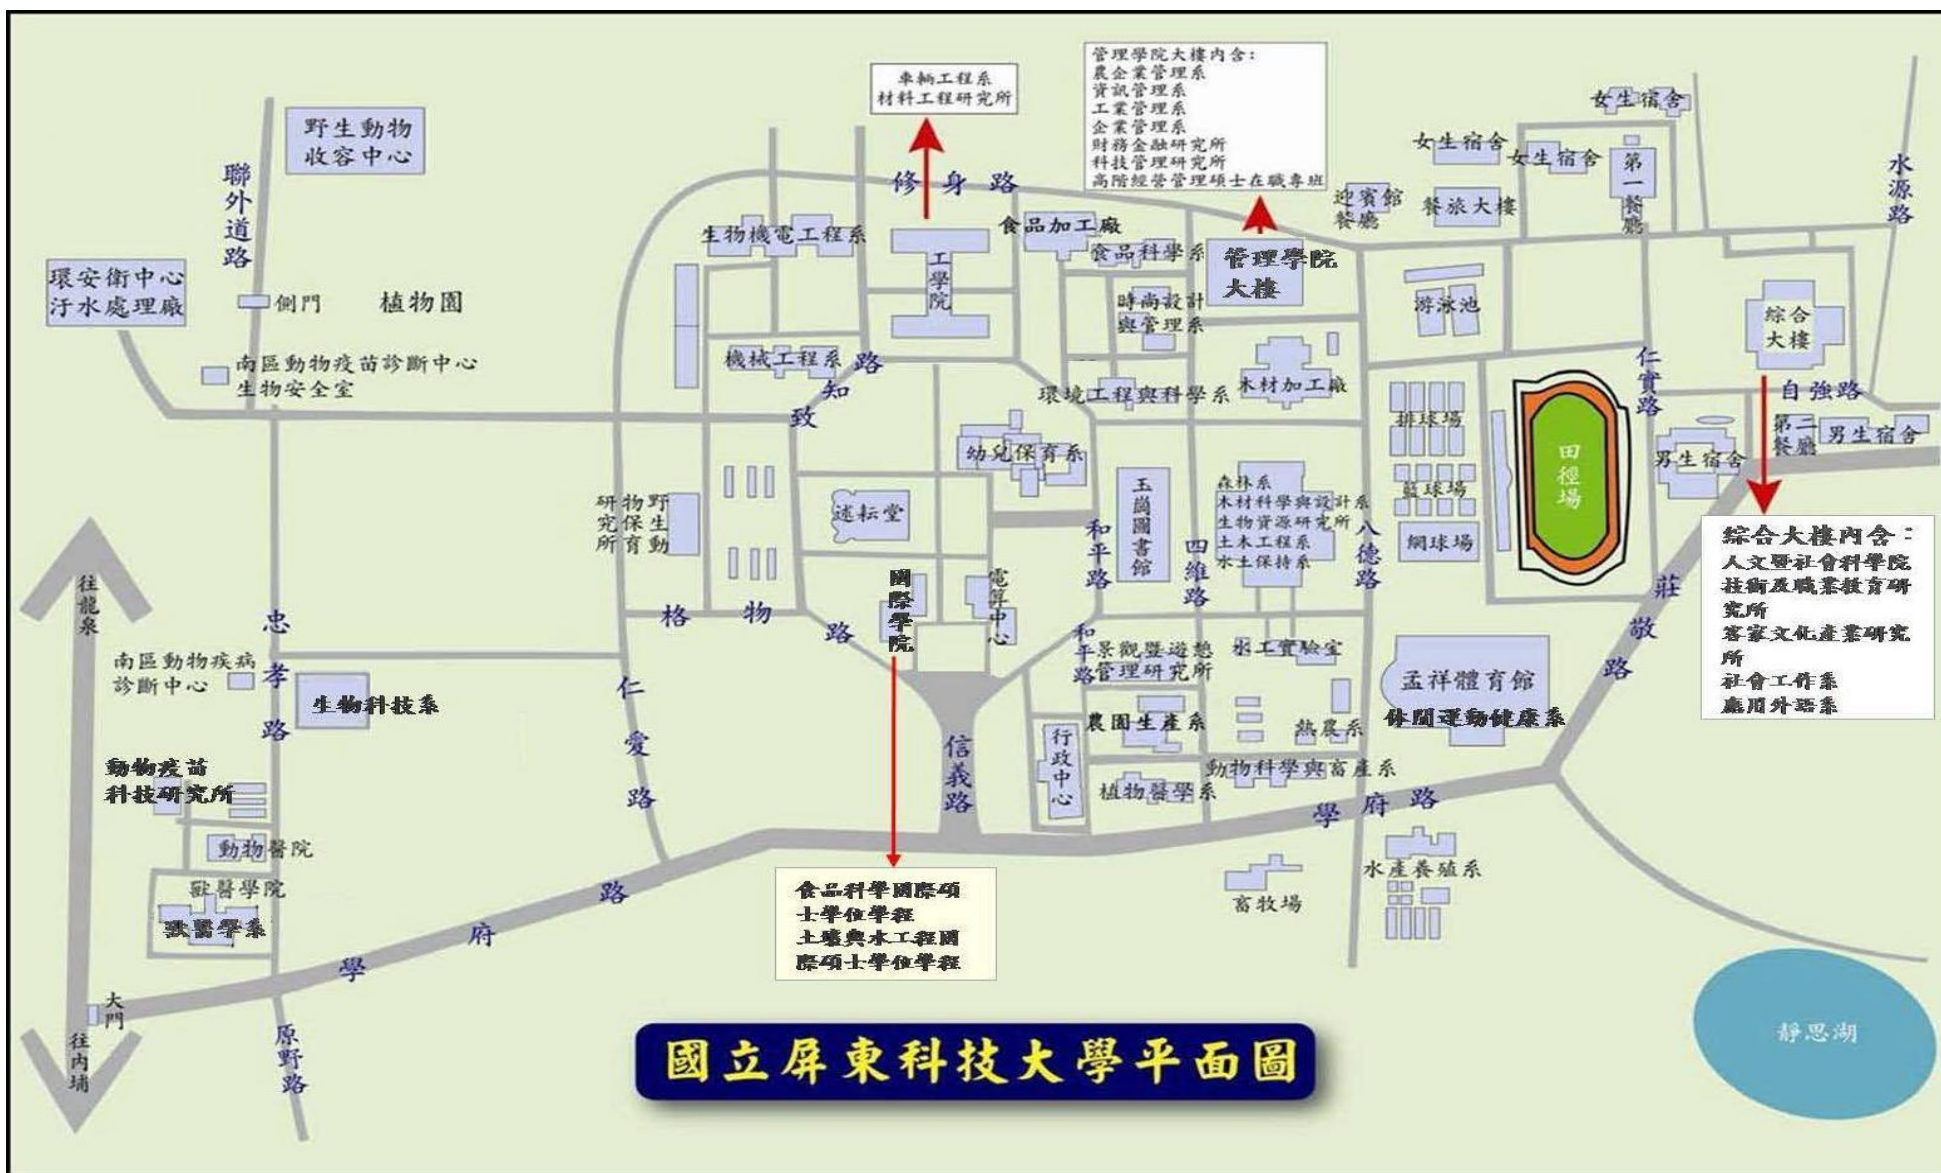 車輛工程系
材料工程研究所
管理學院大樓內含:
農企業管理系
資訊管理系
工業管理系
企業管理系
財務金融研究所
科技管理研究所
高階經營管理碩士在職專班
野生動物
收容中心
聯外道路
修身路
女生宿舍
女生宿舍
女生宿舍
第一餐廳
水源路
迎賓館
餐廳
餐旅大樓
生物機電工程系
工學院
食品加工廠
食品科學系
管理學院
大樓
環安衛中心
汙水處理廠
側門
植物園
時尚設計
與管理系
游泳池
綜合
大樓
南區動物疫苗診斷中心
生物安全室
機械工程系
致知路
環境工程與科學系
木材加工廠
仁實路
自強路
排球場
田徑場
男生宿舍
第二餐廳
男生宿舍
幼兒保育系
野生動
物保育
研究所
述耘堂
玉崗圖書館
森林系
木材科學與設計系
生物資源研究所
土木工程系
水土保持系
籃球場
網球場
和平路
四維路
八德路
莊敬路
綜合大樓內含:
人文暨社會科學院
技術及職業教育研
究所
客家文化產業研究
所
社會工作系
應用外語系
往龍泉
忠孝路
格物路
國際學院
電算中心
和平路
景觀暨遊憩
管理研究所
水工實驗室
孟祥體育館
休閒運動健康系
南區動物疾病
診斷中心
生物科技系
仁愛路
信義路
行政中心
農園生產系
熱農系
動物疫苗
科技研究所
植物醫學系
動物科學與畜產系
學府路
動物醫院
獸醫學院
獸醫學系
食品科學國際碩
士學位學程
土壤與水工程國
際碩士學位學程
水產養殖系
畜牧場
學府路
大門
往內埔
原野路
靜思湖
國立屏東科技大學平面圖